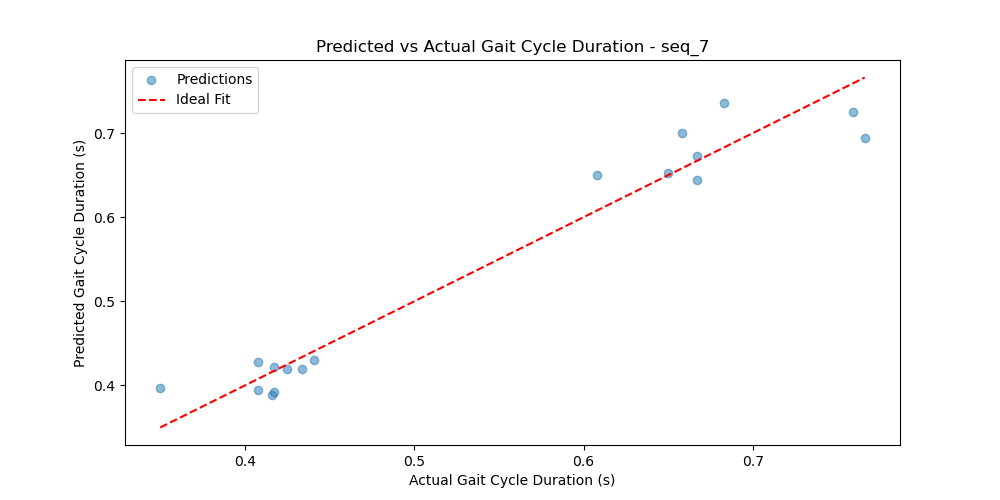 Predicted vs Actual Gait Cycle Duration - seq_7
Predictions
Ideal Fit
Predicted Gait Cycle Duration (s)
0.7
0.6
0.5
0.4
0.4 0.5 0.6 0.7
Actual Gait Cycle Duration (s)